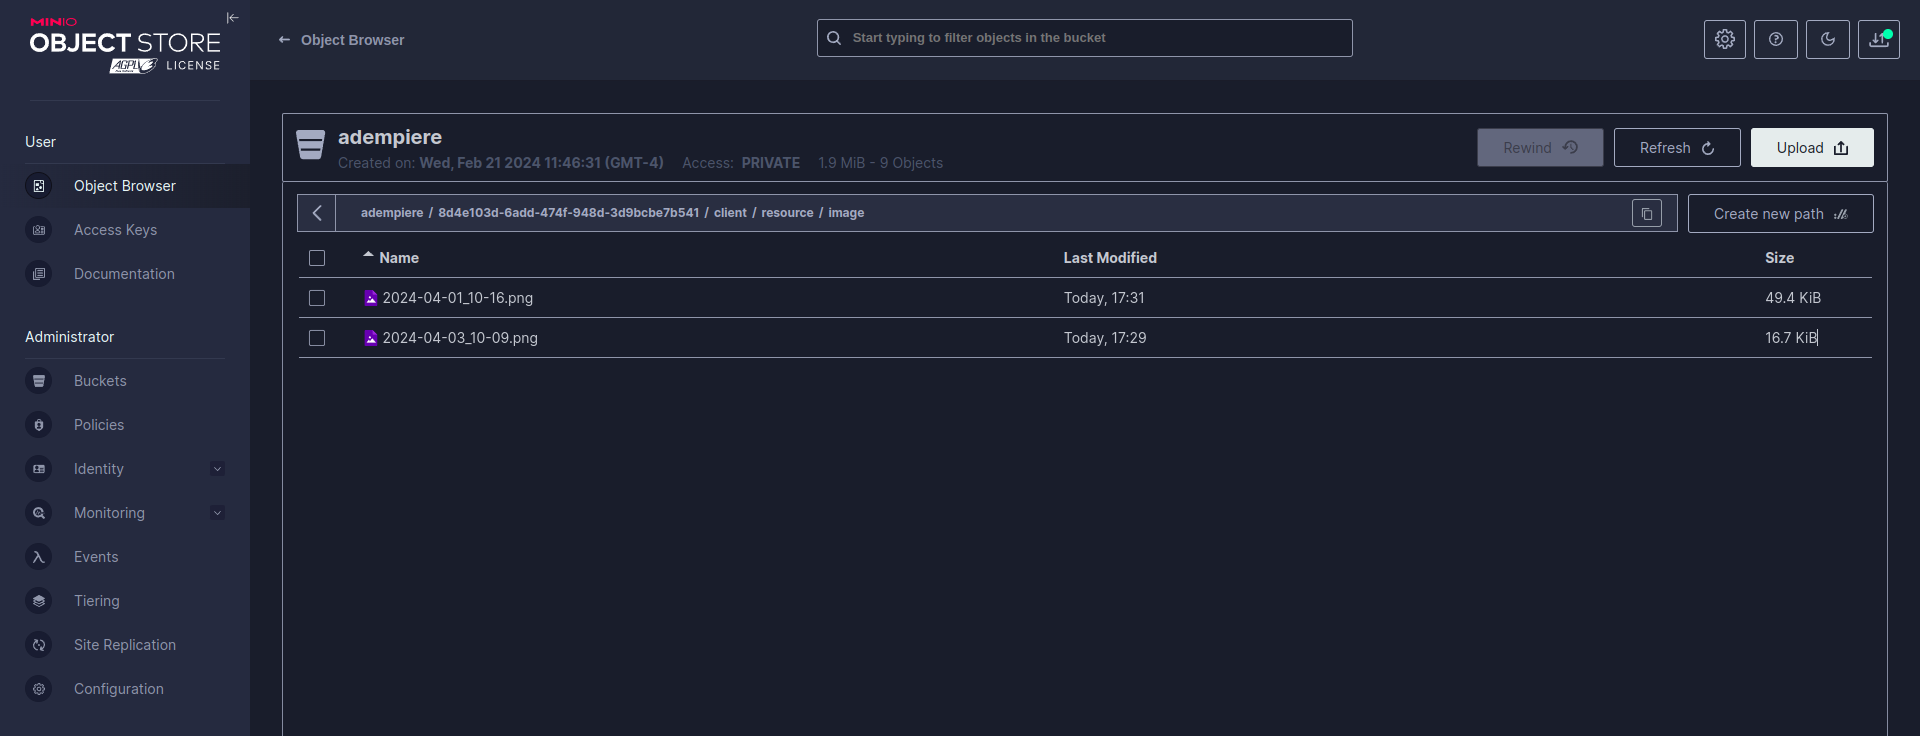 MINIO
OBJECT STORE
AGPLV3 LICENSE
User
Object Browser
Access Keys
Documentation
Administrator
Buckets
Policies
Identity
Monitoring
Events
Tiering
Site Replication
Configuration
Object Browser
Start typing to filter objects in the bucket
adempiere
Created on: Wed, Feb 21 2024 11:46:31 (GMT-4) Access: PRIVATE 1.9 MiB - 9 Objects
Rewind Refresh Upload
adempiere / 8d4e103d-6add-474f-948d-3d9bcbe7b541 / client / resource / image
Create new path
Name Last Modified Size
2024-04-01_10-16.png Today, 17:31 49.4 KiB
2024-04-03_10-09.png Today, 17:29 16.7 KiB